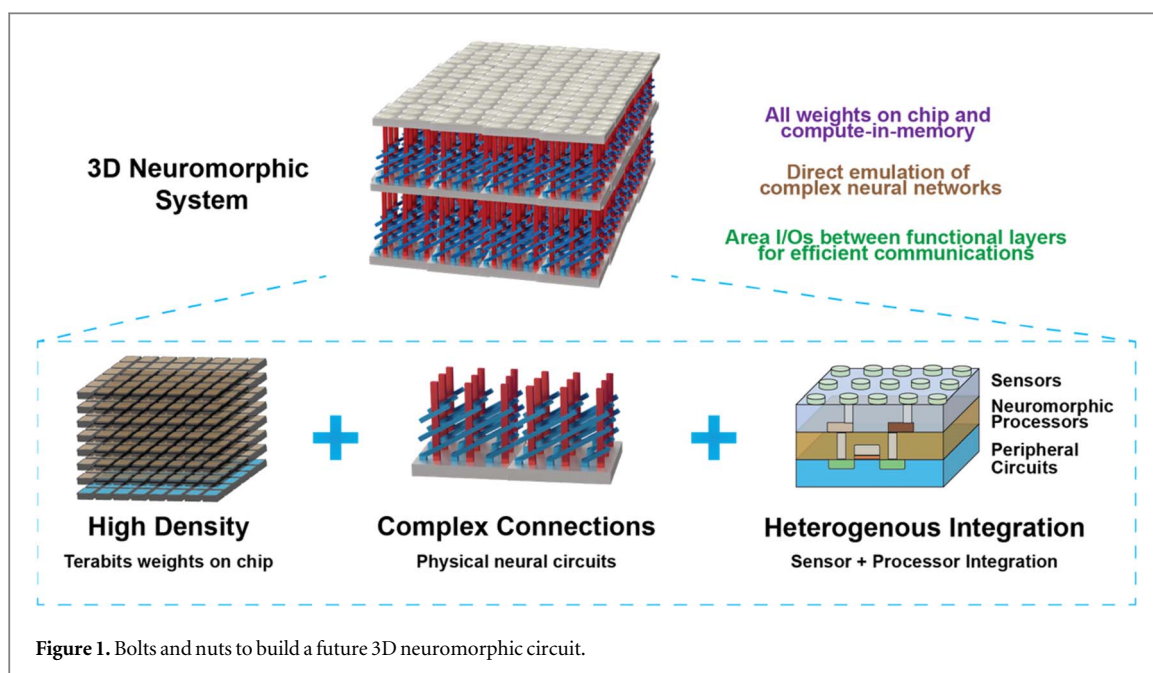 3D Neuromorphic
System
All weights on chip and
compute-in-memory
Direct emulation of
complex neural networks
Area I/Os between functional layers
for efficient communications
High Density
Terabits weights on chip
Complex Connections
Physical neural circuits
Sensors
Neuromorphic
Processors
Peripheral
Circuits
Heterogenous Integration
Sensor + Processor Integration
Figure 1. Bolts and nuts to build a future 3D neuromorphic circuit.